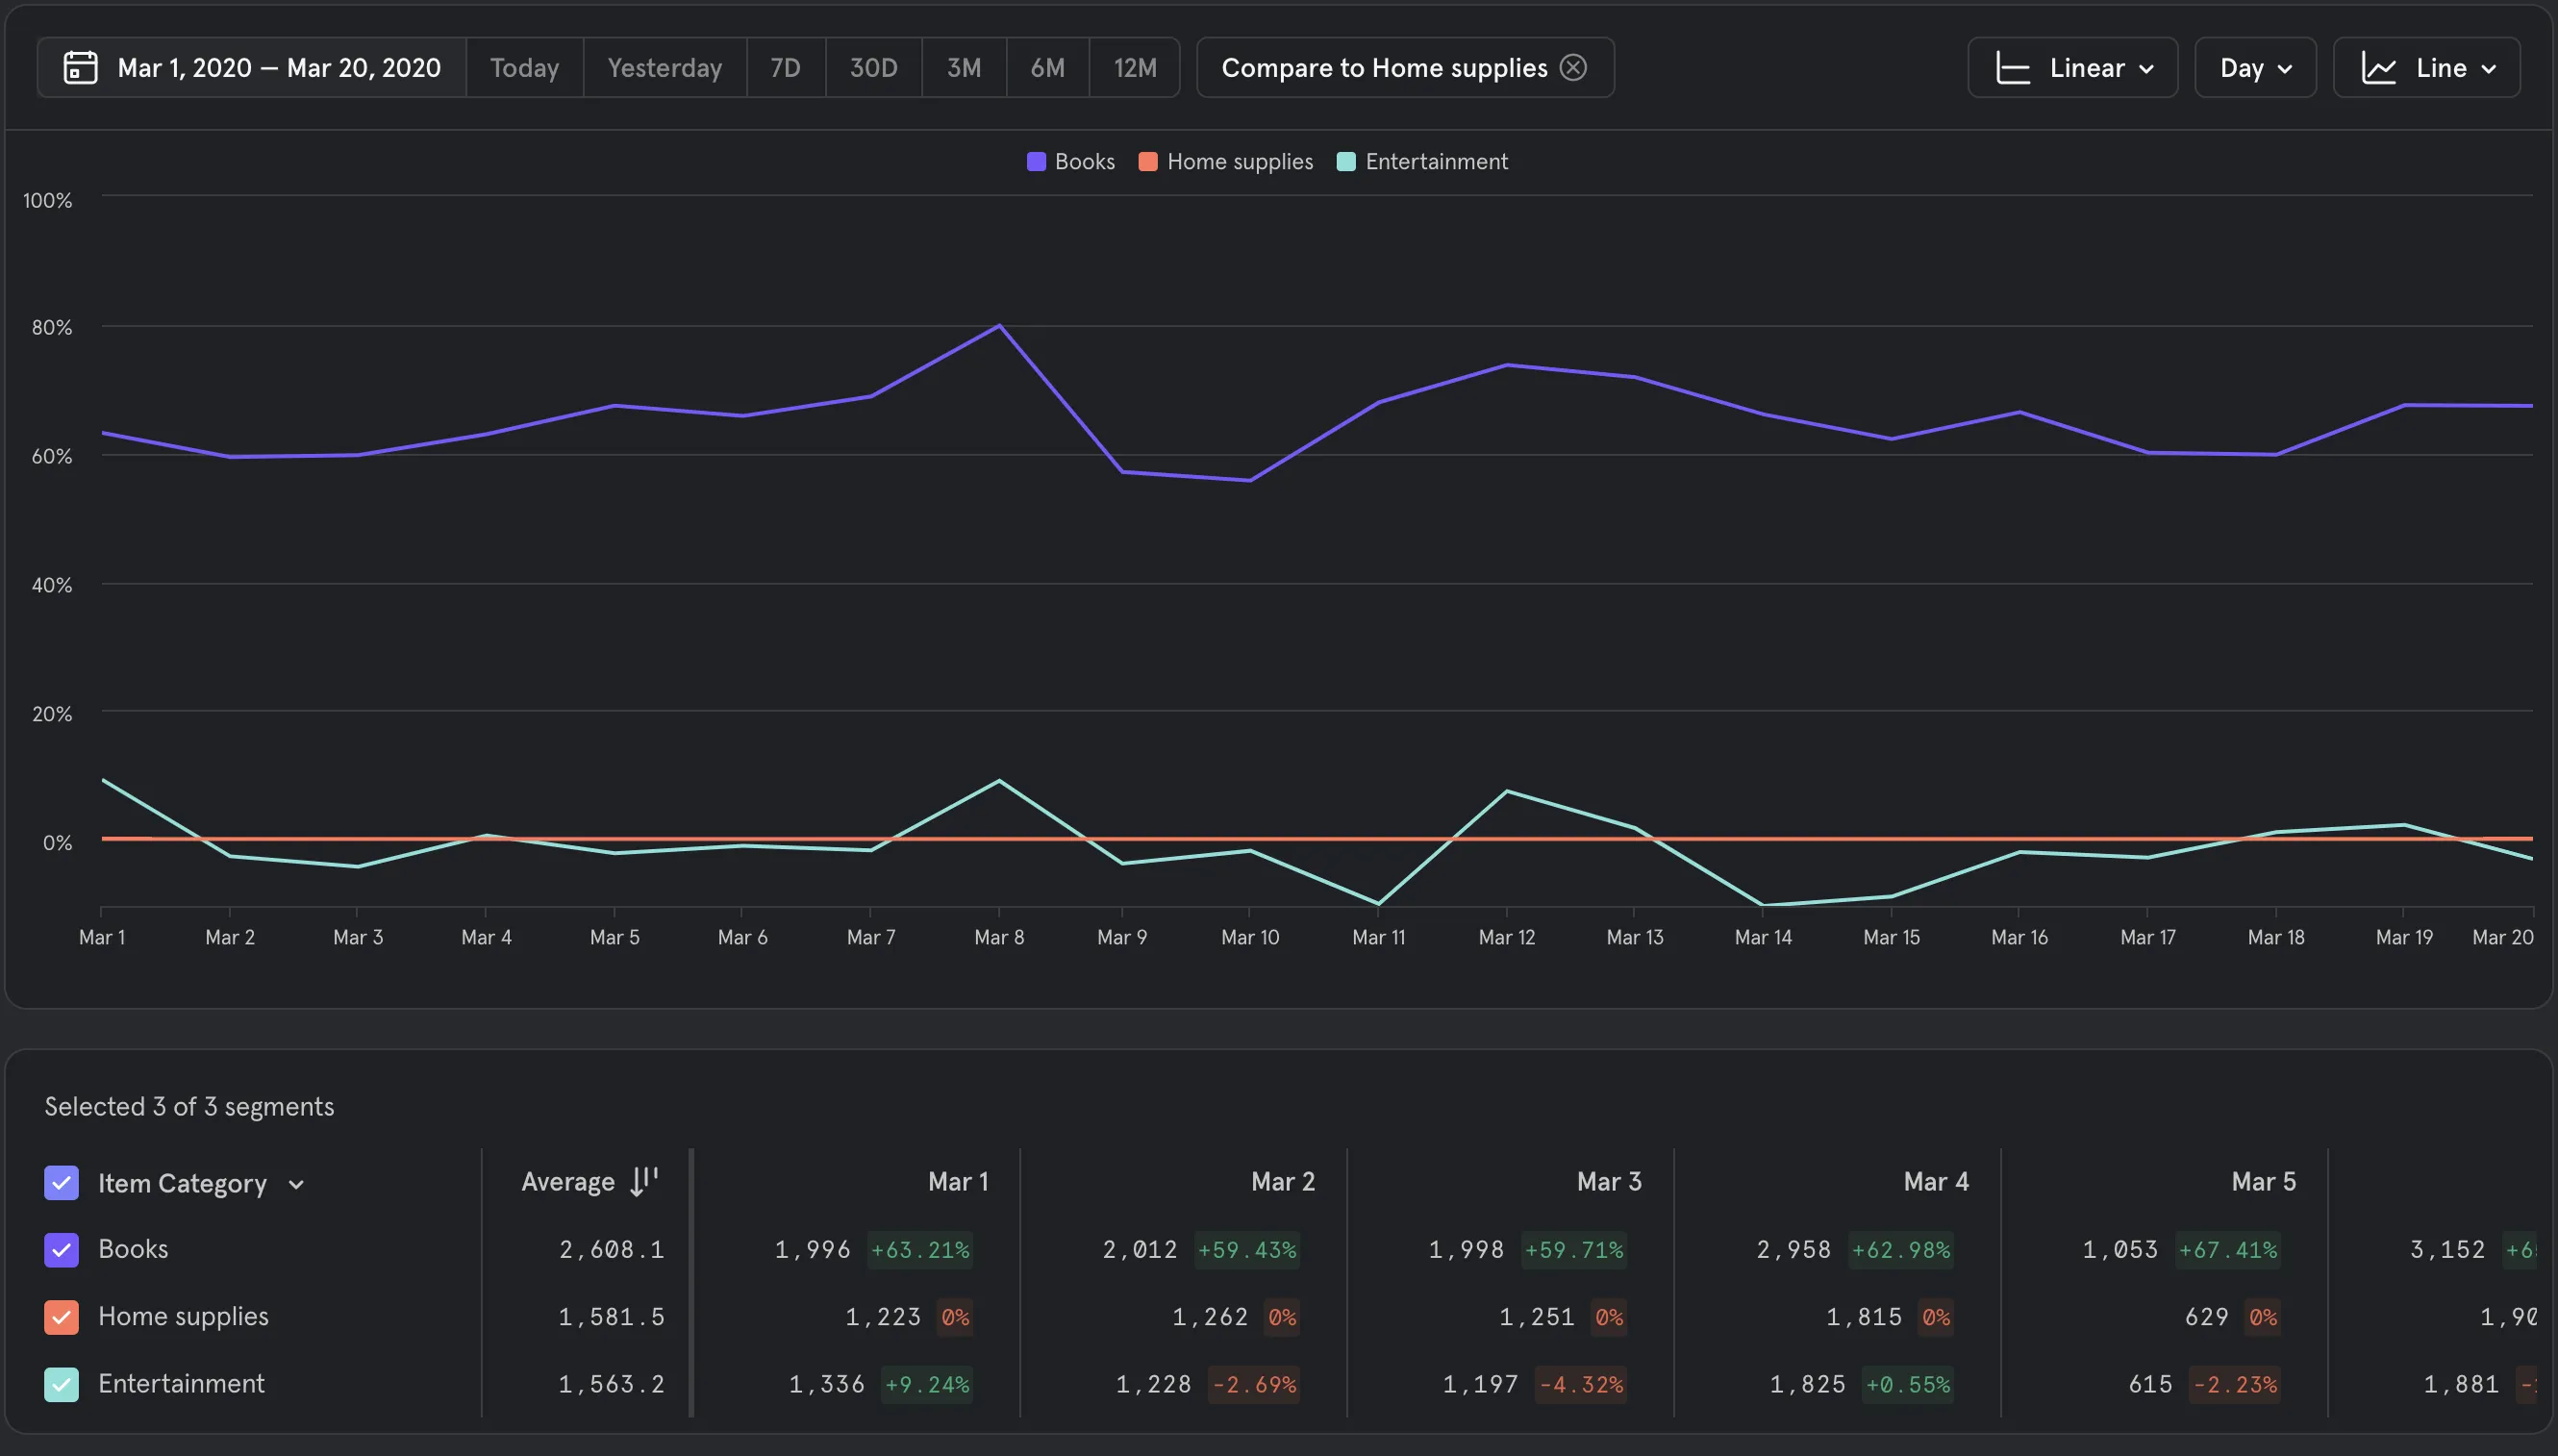 Mar 1, 2020 — Mar 20, 2020 Today Yesterday 7D 30D 3M 6M 12M Compare to Home supplies Linear Day Line
Books Home supplies Entertainment
100%
80%
60%
40%
20%
0%
Mar 1 Mar 2 Mar 3 Mar 4 Mar 5 Mar 6 Mar 7 Mar 8 Mar 9 Mar 10 Mar 11 Mar 12 Mar 13 Mar 14 Mar 15 Mar 16 Mar 17 Mar 18 Mar 19 Mar 20
Selected 3 of 3 segments
Item Category Average Mar 1 Mar 2 Mar 3 Mar 4 Mar 5
Books 2,608.1 1,996 +63.21% 2,012 +59.43% 1,998 +59.71% 2,958 +62.98% 1,053 +67.41% 3,152
Home supplies 1,581.5 1,223 0% 1,262 0% 1,251 0% 1,815 0% 629 0% 1,90
Entertainment 1,563.2 1,336 +9.24% 1,228 -2.69% 1,197 -4.32% 1,825 +0.55% 615 -2.23% 1,881